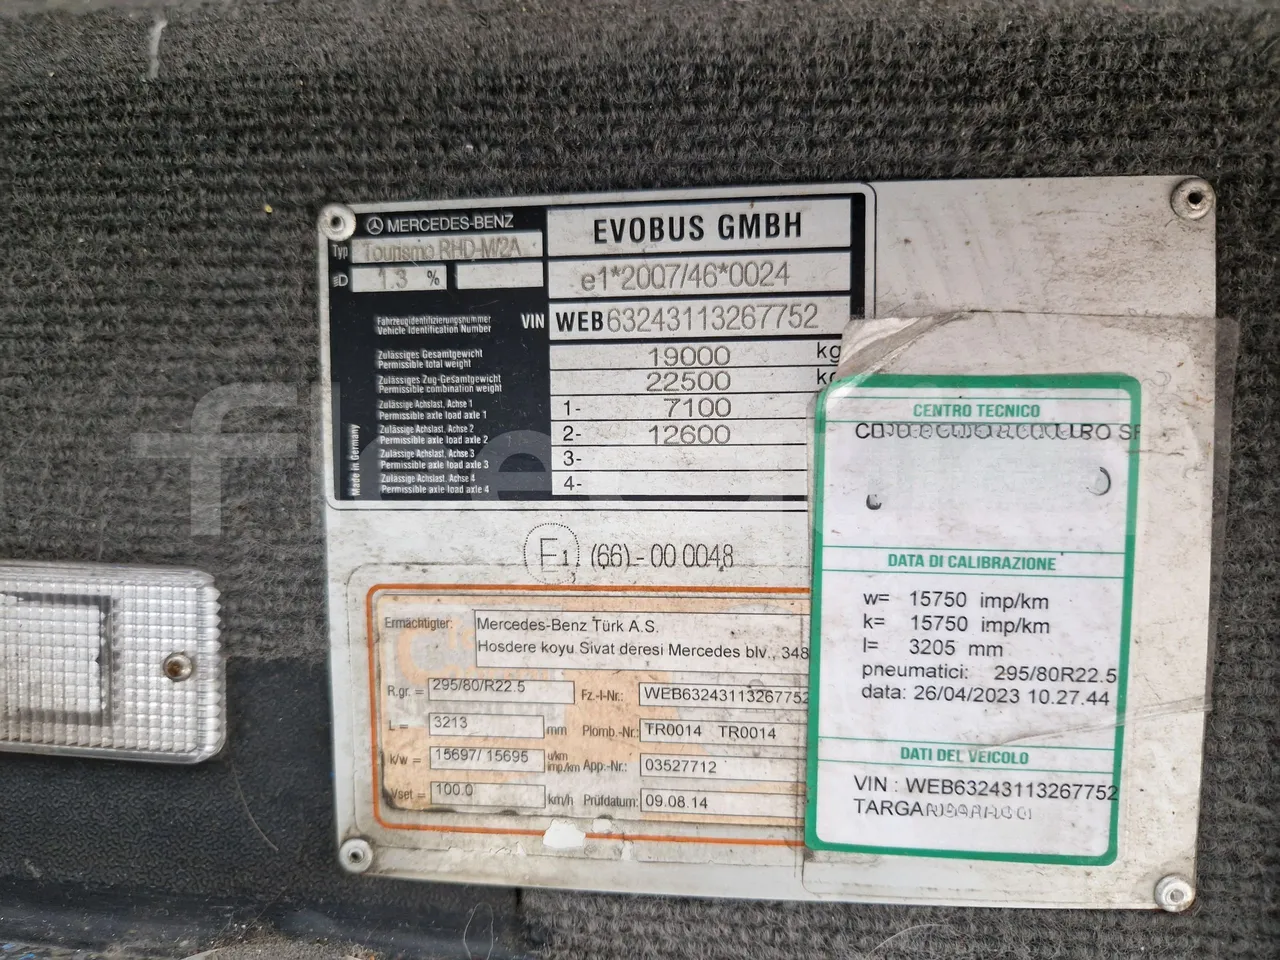 MERCEDES-BENZ
EVOBUS GMBH
Typ Tourismo RHD-M/2A
1.3 %
e1*2007/46*0024
Fahrzeugidentifizierungsnummer
Vehicle Identification Number
VIN WEB63243113267752
Zulässiges Gesamtgewicht
Permissible total weight
19000 kg
Zulässiges Zug-Gesamtgewicht
Permissible combination weight
22500
Zulässige Achslast, Achse 1
Permissible axle load axle 1
1- 7100
Zulässige Achslast, Achse 2
Permissible axle load axle 2
2- 12600
Zulässige Achslast, Achse 3
Permissible axle load axle 3
3-
Zulässige Achslast, Achse 4
Permissible axle load axle 4
4-
Made in Germany
E1 (66)-00 0048
Ermächtigter: Mercedes-Benz Türk A.S.
Hosdere koyu Sivat deresi Mercedes blv., 348
R.gr. = 295/80/R22.5
Fz.-I-Nr.: WEB63243113267752
L = 3213 mm
Plomb.-Nr: TR0014 TR0014
k/w = 15697/ 15695 u/km imp/km
App.-Nr.: 03527712
Vset = 100.0 km/h
Prüfdatum: 09.08.14
CENTRO TECNICO
DATA DI CALIBRAZIONE
w= 15750 imp/km
k= 15750 imp/km
l= 3205 mm
pneumatici: 295/80R22.5
data: 26/04/2023 10.27.44
DATI DEL VEICOLO
VIN : WEB63243113267752
TARGA